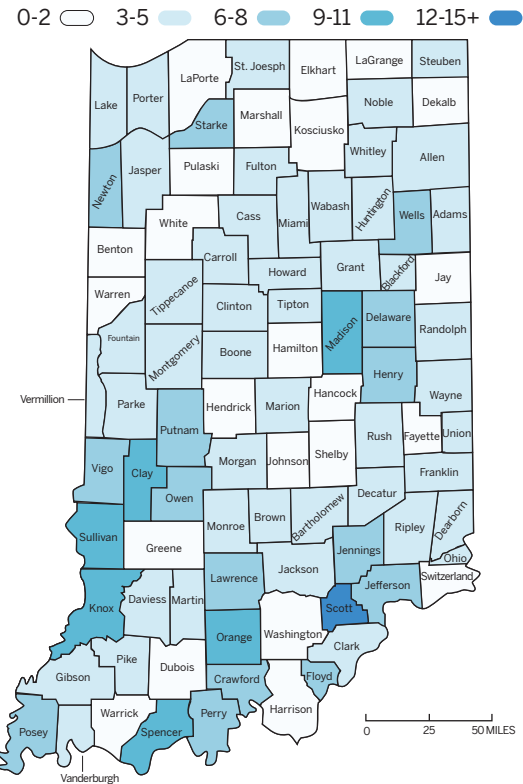 0-2 3-5 6-8 9-11 12-15+
St. Joesph
LaPorte
Elkhart
LaGrange
Steuben
Lake
Porter
Noble
Dekalb
Starke
Marshall
Kosciusko
Whitley
Allen
Newton
Jasper
Pulaski
Fulton
Miami
Wabash
Huntington
Wells
Adams
White
Cass
Benton
Carroll
Howard
Grant
Blackford
Jay
Warren
Tippecanoe
Clinton
Tipton
Madison
Delaware
Randolph
Fountain
Montgomery
Boone
Hamilton
Henry
Wayne
Vermillion
Parke
Putnam
Hendrick
Marion
Hancock
Rush
Fayette
Union
Vigo
Clay
Owen
Morgan
Johnson
Shelby
Franklin
Decatur
Sullivan
Greene
Monroe
Brown
Bartholomew
Jennings
Ripley
Dearborn
Ohio
Knox
Daviess
Martin
Lawrence
Jackson
Scott
Jefferson
Switzerland
Orange
Washington
Clark
Gibson
Pike
Dubois
Crawford
Floyd
Harrison
Posey
Warrick
Spencer
Perry
Vanderburgh
0 25 50 MILES